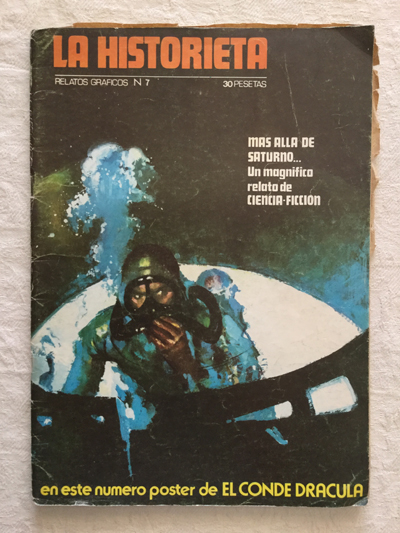 LA HISTORIETA
RELATOS GRAFICOS N 7
30 PESETAS
MAS ALLA DE
SATURNO...
Un magnifico
relato de
CIENCIA-FICCION
en este numero poster de EL CONDE DRACULA